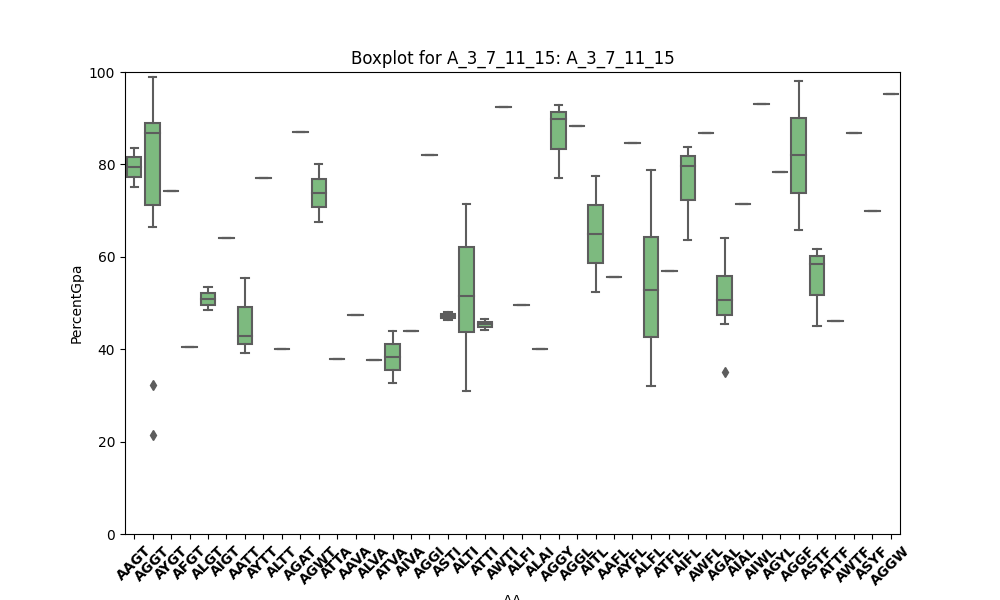 Boxplot for A_3_7_11_15: A_3_7_11_15
100
80
60
40
20
0
PercentGpa
AAGT AGGT AYGT AFGT ALGT AIGT AATT AYTT ALTT AGAT AGWT ATTA AAVA ALVA ATVA AIVA AGGI ASTI ALTI ATTI AWTI ALFI ALAI AGGY AGGL AITL AAFL AYFL ALFL ATFL AIFL AWFL AGAL AIAL AIWL AGYL AGGF ASTF ATTF AWTF ASYF AGGW
AA